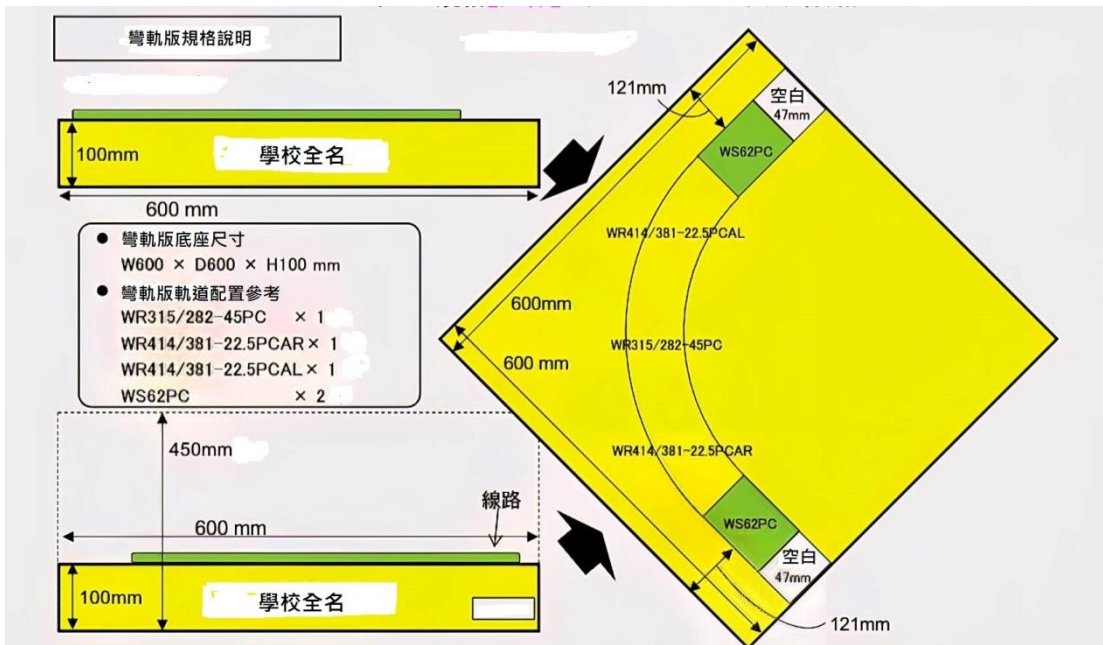 彎軌版規格說明
100mm
學校全名
600 mm
● 彎軌版底座尺寸
W600 × D600 × H100 mm
● 彎軌版軌道配置參考
WR315/282-45PC × 1
WR414/381-22.5PCAR × 1
WR414/381-22.5PCAL × 1
WS62PC × 2
450mm
線路
600 mm
100mm
學校全名
121mm
空白
47mm
WS62PC
WR414/381-22.5PCAL
600mm
WR315/282-45PC
600 mm
WR414/381-22.5PCAR
WS62PC
空白
47mm
121mm